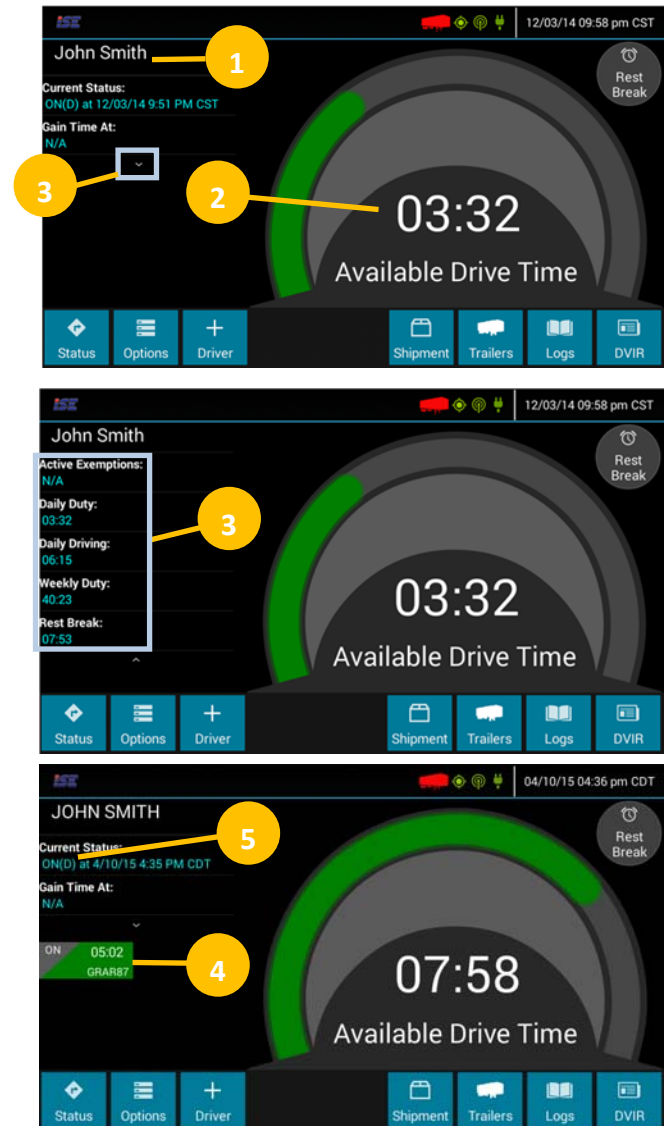 ISE
12/03/14 09:58 pm CST
John Smith
1
Rest
Break
Current Status:
ON(D) at 12/03/14 9:51 PM CST
Gain Time At:
N/A
3
2
03:32
Available Drive Time
Status
Options
Driver
Shipment
Trailers
Logs
DVIR
ISE
12/03/14 09:58 pm CST
John Smith
Rest
Break
Active Exemptions:
N/A
Daily Duty:
03:32
3
Daily Driving:
06:15
Weekly Duty:
40:23
Rest Break:
07:53
03:32
Available Drive Time
Status
Options
Driver
Shipment
Trailers
Logs
DVIR
ISE
04/10/15 04:36 pm CDT
JOHN SMITH
5
Rest
Break
Current Status:
ON(D) at 4/10/15 4:35 PM CDT
Gain Time At:
N/A
ON 05:02
GRAR87
4
07:58
Available Drive Time
Status
Options
Driver
Shipment
Trailers
Logs
DVIR